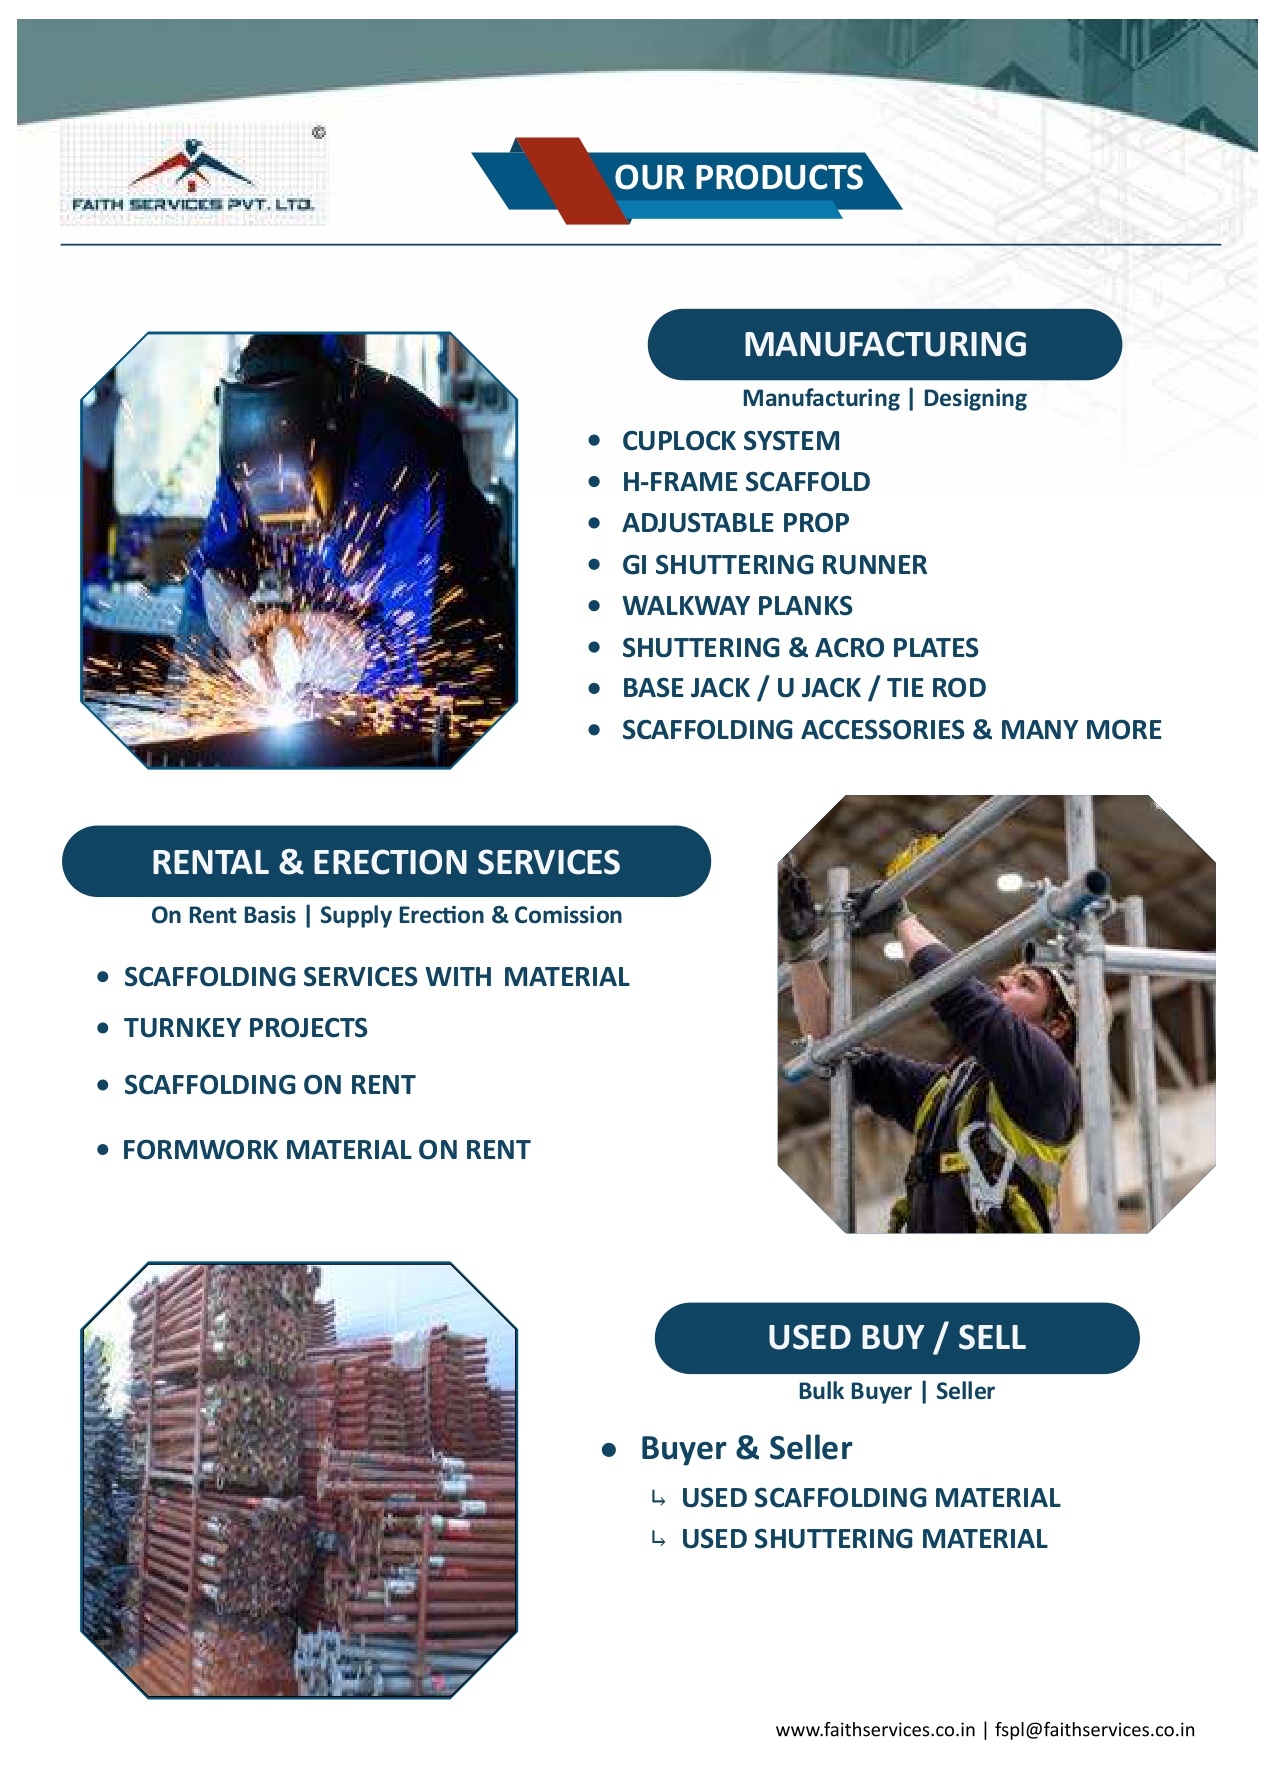 ©
FAITH SERVICES PVT. LTD.
OUR PRODUCTS
MANUFACTURING
Manufacturing | Designing
• CUPLOCK SYSTEM
• H-FRAME SCAFFOLD
• ADJUSTABLE PROP
• GI SHUTTERING RUNNER
• WALKWAY PLANKS
• SHUTTERING & ACRO PLATES
• BASE JACK / U JACK / TIE ROD
• SCAFFOLDING ACCESSORIES & MANY MORE
RENTAL & ERECTION SERVICES
On Rent Basis | Supply Erection & Comission
• SCAFFOLDING SERVICES WITH MATERIAL
• TURNKEY PROJECTS
• SCAFFOLDING ON RENT
• FORMWORK MATERIAL ON RENT
USED BUY / SELL
Bulk Buyer | Seller
• Buyer & Seller
↳ USED SCAFFOLDING MATERIAL
↳ USED SHUTTERING MATERIAL
www.faithservices.co.in | fspl@faithservices.co.in